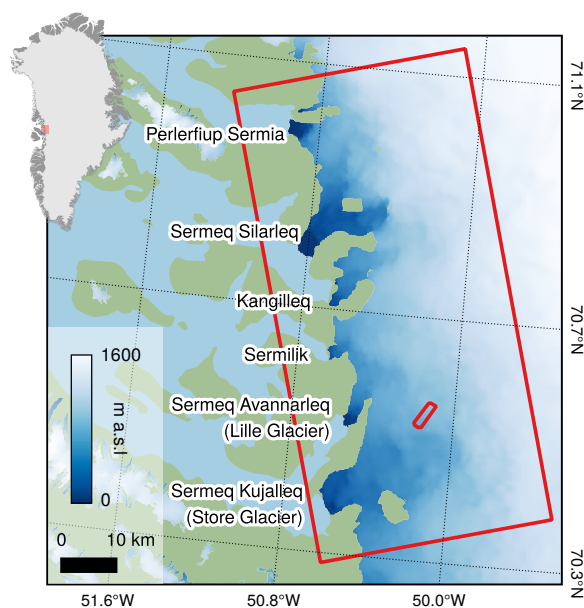 71.1°N
Perlerfiup Sermia
Sermeq Silarleq
Kangilleq
70.7°N
Sermilik
1600
m a.s.l
0
Sermeq Avannarleq
(Lille Glacier)
Sermeq Kujalleq
(Store Glacier)
0 10 km
70.3°N
51.6°W 50.8°W 50.0°W